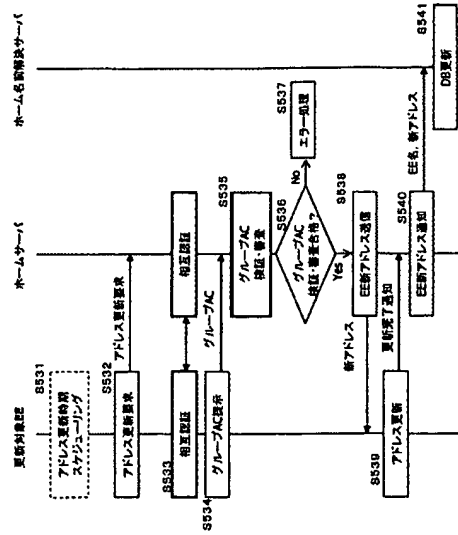 更新対象EE
ホームサーバ
ホーム名前解決サーバ
S531
アドレス更新時期
スケジューリング
S532
アドレス更新要求
アドレス更新要求
S533
相互認証
相互認証
S534
グループAC提示
グループAC
S535
グループAC
検証・審査
S536
グループAC
検証・審査合格?
No
S537
エラー処理
Yes
S538
EE新アドレス送信
新アドレス
S539
アドレス更新
更新完了通知
S540
EE新アドレス通知
EE名、新アドレス
S541
DB更新